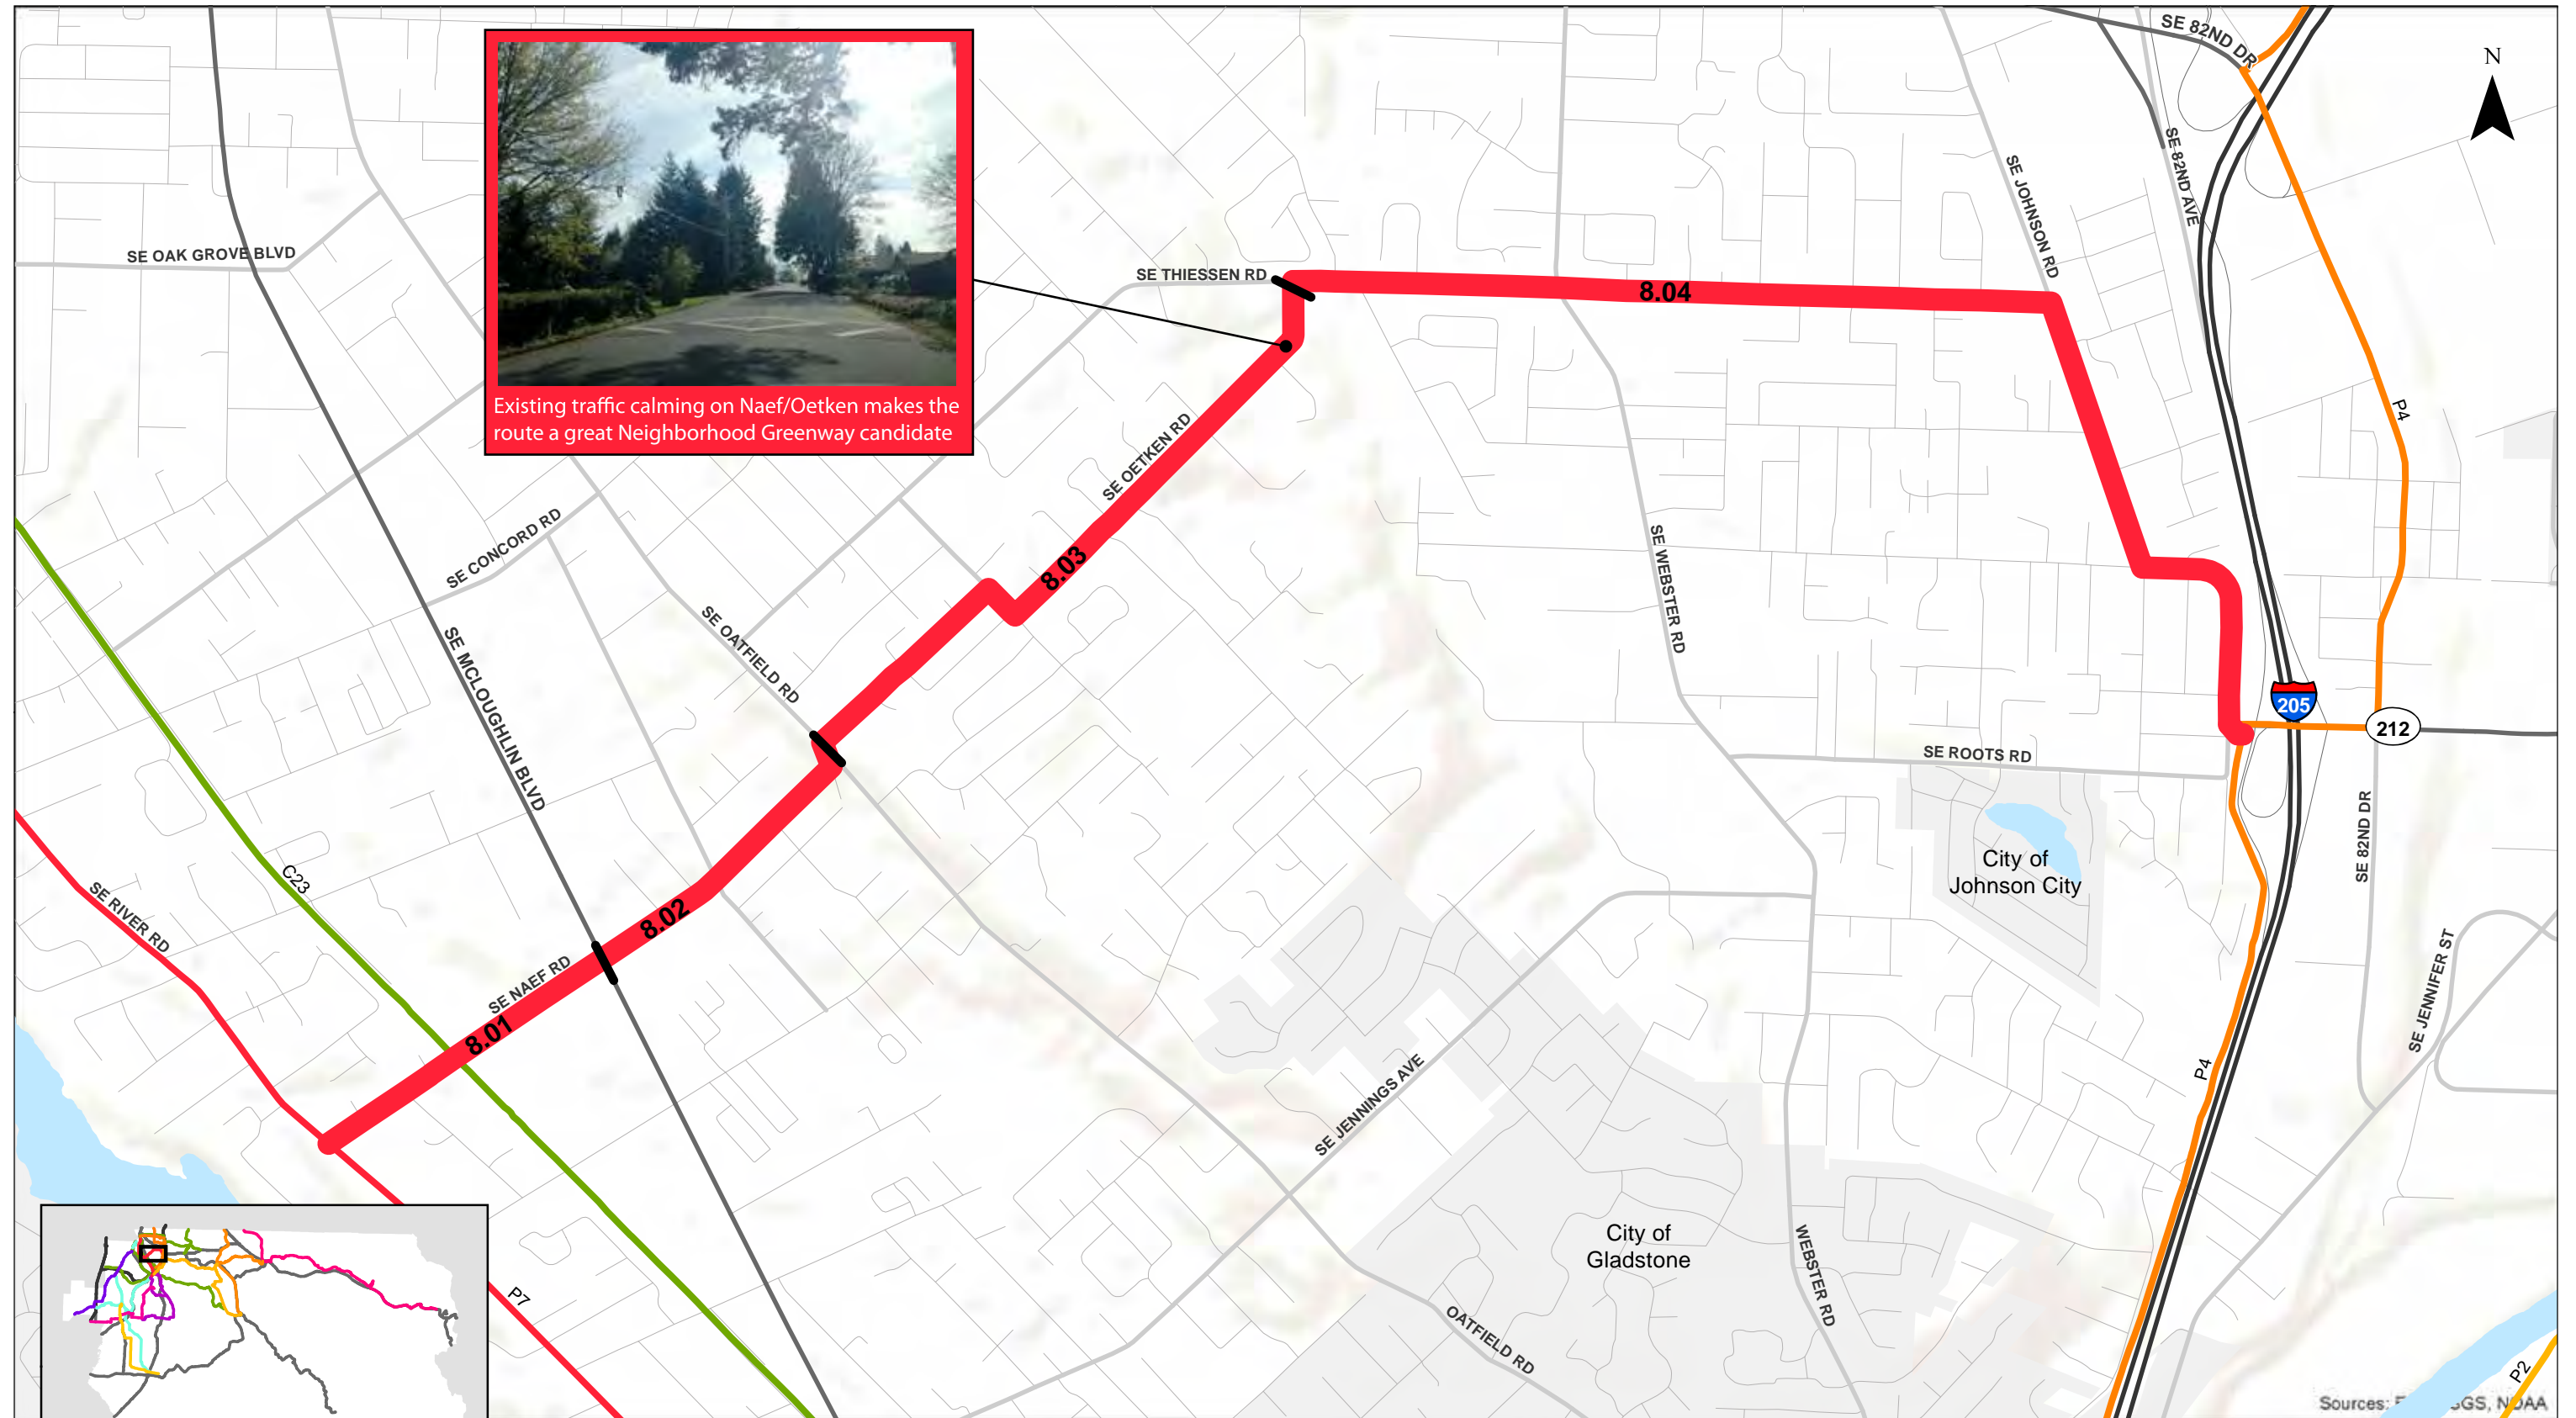 SE 82ND DR
N
SE 82ND AVE
SE JOHNSON RD
SE OAK GROVE BLVD
SE THIESSEN RD
8.04
Existing traffic calming on Naef/Oetken makes the
route a great Neighborhood Greenway candidate
P4
SE OETKEN RD
SE CONCORD RD
8.03
SE WEBSTER RD
SE OATFIELD RD
SE MCLOUGHLIN BLVD
205
212
SE ROOTS RD
SE 82ND DR
City of
Johnson City
C23
SE RIVER RD
8.02
SE NAEF RD
8.01
SE JENNIFER ST
P4
SE JENNINGS AVE
City of
Gladstone
WEBSTER RD
P7
OATFIELD RD
P2
Sources: NOAA